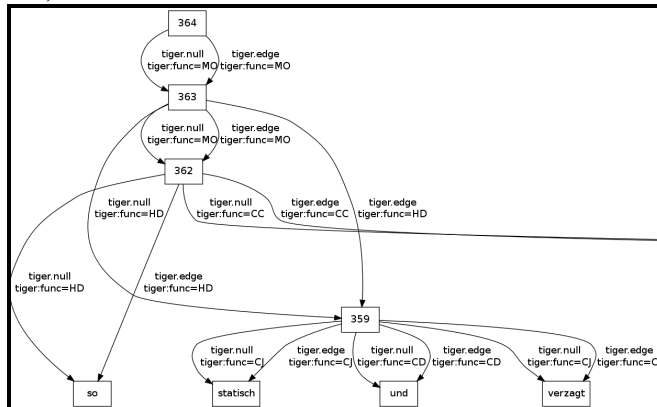 364
tiger.null tiger.edge
tiger:func=MO tiger:func=MO
363
tiger.null tiger.edge
tiger:func=MO tiger:func=MO
362
tiger.null tiger.null tiger.edge tiger.edge
tiger:func=HD tiger:func=CC tiger:func=CC tiger:func=HD
tiger.null tiger.edge
tiger:func=HD tiger:func=HD
359
tiger.null tiger.edge tiger.null tiger.edge tiger.null tiger.edge
tiger:func=CJ tiger:func=CJ tiger:func=CD tiger:func=CD tiger:func=CJ
so statisch und verzagt